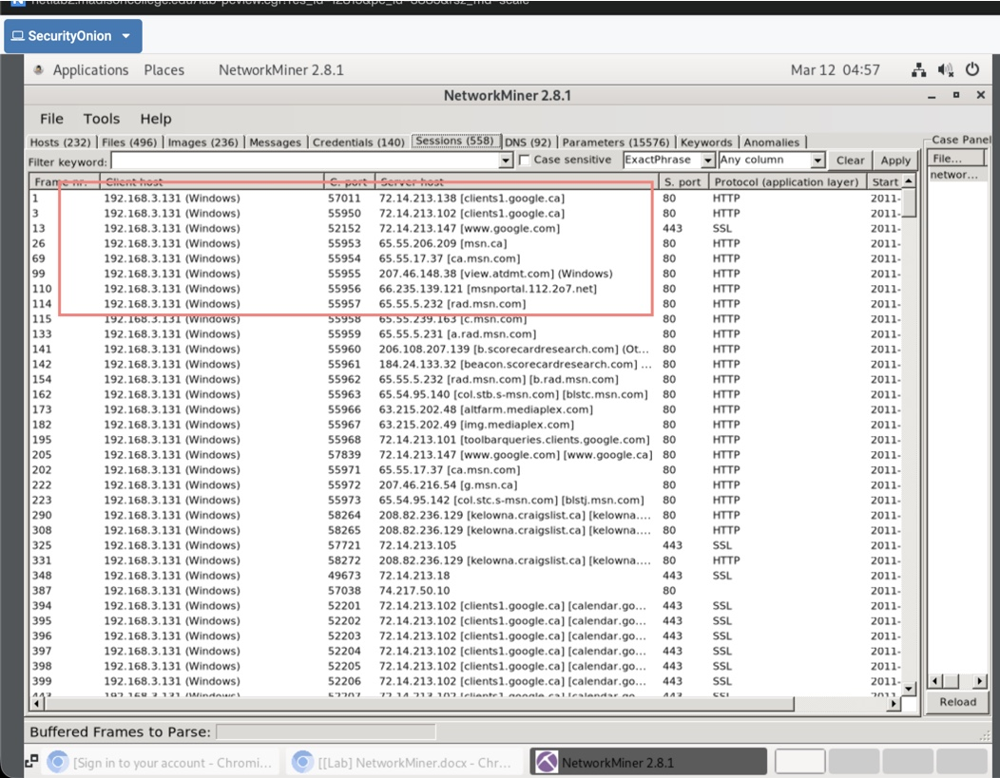 SecurityOnion
Applications Places NetworkMiner 2.8.1 Mar 12 04:57
NetworkMiner 2.8.1
File Tools Help
Hosts (232) Files (496) Images (236) Messages Credentials (140) Sessions (558) DNS (92) Parameters (15576) Keywords Anomalies Case Panel
Filter keyword: Case sensitive ExactPhrase Any column Clear Apply File...
Frame nr. Client host C. port Server host S. port Protocol (application layer) Start networ...
1 192.168.3.131 (Windows) 57011 72.14.213.138 [clients1.google.ca] 80 HTTP 2011-
3 192.168.3.131 (Windows) 55950 72.14.213.102 [clients1.google.ca] 80 HTTP 2011-
13 192.168.3.131 (Windows) 52152 72.14.213.147 [www.google.com] 443 SSL 2011-
26 192.168.3.131 (Windows) 55953 65.55.206.209 [msn.ca] 80 HTTP 2011-
69 192.168.3.131 (Windows) 55954 65.55.17.37 [ca.msn.com] 80 HTTP 2011-
99 192.168.3.131 (Windows) 55955 207.46.148.38 [view.atdmt.com] (Windows) 80 HTTP 2011-
110 192.168.3.131 (Windows) 55956 66.235.139.121 [msnportal.112.2o7.net] 80 HTTP 2011-
114 192.168.3.131 (Windows) 55957 65.55.5.232 [rad.msn.com] 80 HTTP 2011-
115 192.168.3.131 (Windows) 55958 65.55.239.163 [c.msn.com] 80 HTTP 2011-
133 192.168.3.131 (Windows) 55959 65.55.5.231 [a.rad.msn.com] 80 HTTP 2011-
141 192.168.3.131 (Windows) 55960 206.108.207.139 [b.scorecardresearch.com] (Ot... 80 HTTP 2011-
142 192.168.3.131 (Windows) 55961 184.24.133.32 [beacon.scorecardresearch.com] ... 80 HTTP 2011-
154 192.168.3.131 (Windows) 55962 65.55.5.232 [rad.msn.com] [b.rad.msn.com] 80 HTTP 2011-
162 192.168.3.131 (Windows) 55963 65.54.95.140 [col.stb.s-msn.com] [blstc.msn.com] 80 HTTP 2011-
173 192.168.3.131 (Windows) 55966 63.215.202.48 [altfarm.mediaplex.com] 80 HTTP 2011-
182 192.168.3.131 (Windows) 55967 63.215.202.49 [img.mediaplex.com] 80 HTTP 2011-
195 192.168.3.131 (Windows) 55968 72.14.213.101 [toolbarqueries.clients.google.com] 80 HTTP 2011-
205 192.168.3.131 (Windows) 57839 72.14.213.147 [www.google.com] [www.google.ca] 80 HTTP 2011-
202 192.168.3.131 (Windows) 55971 65.55.17.37 [ca.msn.com] 80 HTTP 2011-
222 192.168.3.131 (Windows) 55972 207.46.216.54 [g.msn.ca] 80 HTTP 2011-
223 192.168.3.131 (Windows) 55973 65.54.95.142 [col.stc.s-msn.com] [blstj.msn.com] 80 HTTP 2011-
290 192.168.3.131 (Windows) 58264 208.82.236.129 [kelowna.craigslist.ca] [kelowna.... 80 HTTP 2011-
308 192.168.3.131 (Windows) 58265 208.82.236.129 [kelowna.craigslist.ca] [kelowna.... 80 HTTP 2011-
325 192.168.3.131 (Windows) 57721 72.14.213.105 443 SSL 2011-
331 192.168.3.131 (Windows) 58272 208.82.236.129 [kelowna.craigslist.ca] [kelowna.... 80 HTTP 2011-
348 192.168.3.131 (Windows) 49673 72.14.213.18 443 SSL 2011-
387 192.168.3.131 (Windows) 57038 74.217.50.10 80 2011-
394 192.168.3.131 (Windows) 52201 72.14.213.102 [clients1.google.ca] [calendar.go... 443 SSL 2011-
395 192.168.3.131 (Windows) 52202 72.14.213.102 [clients1.google.ca] [calendar.go... 443 SSL 2011-
396 192.168.3.131 (Windows) 52203 72.14.213.102 [clients1.google.ca] [calendar.go... 443 SSL 2011-
397 192.168.3.131 (Windows) 52204 72.14.213.102 [clients1.google.ca] [calendar.go... 443 SSL 2011-
398 192.168.3.131 (Windows) 52205 72.14.213.102 [clients1.google.ca] [calendar.go... 443 SSL 2011-
399 192.168.3.131 (Windows) 52206 72.14.213.102 [clients1.google.ca] [calendar.go... 443 SSL 2011-
Reload
Buffered Frames to Parse:
[Sign in to your account - Chromi... [[Lab] NetworkMiner.docx - Chr... NetworkMiner 2.8.1